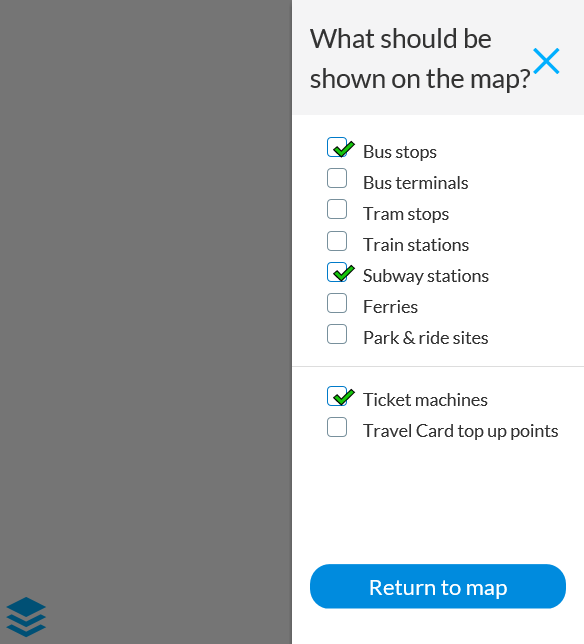 What should be
shown on the map?
Bus stops
Bus terminals
Tram stops
Train stations
Subway stations
Ferries
Park & ride sites
Ticket machines
Travel Card top up points
Return to map